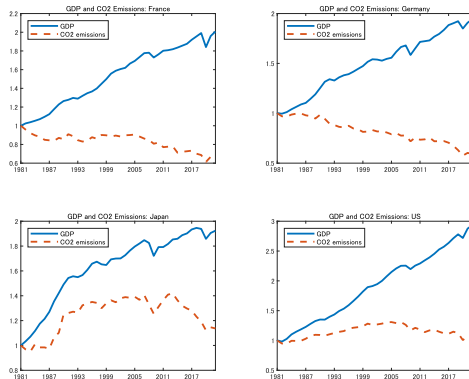 GDP and CO2 Emissions: France
GDP
CO2 emissions
2.2
2
1.8
1.6
1.4
1.2
1
0.8
0.6
1981 1987 1993 1999 2005 2011 2017
GDP and CO2 Emissions: Germany
GDP
CO2 emissions
2
1.5
1
0.5
1981 1987 1993 1999 2005 2011 2017
GDP and CO2 Emissions: Japan
GDP
CO2 emissions
2
1.8
1.6
1.4
1.2
1
0.8
1981 1987 1993 1999 2005 2011 2017
GDP and CO2 Emissions: US
GDP
CO2 emissions
3
2.5
2
1.5
1
0.5
1981 1987 1993 1999 2005 2011 2017